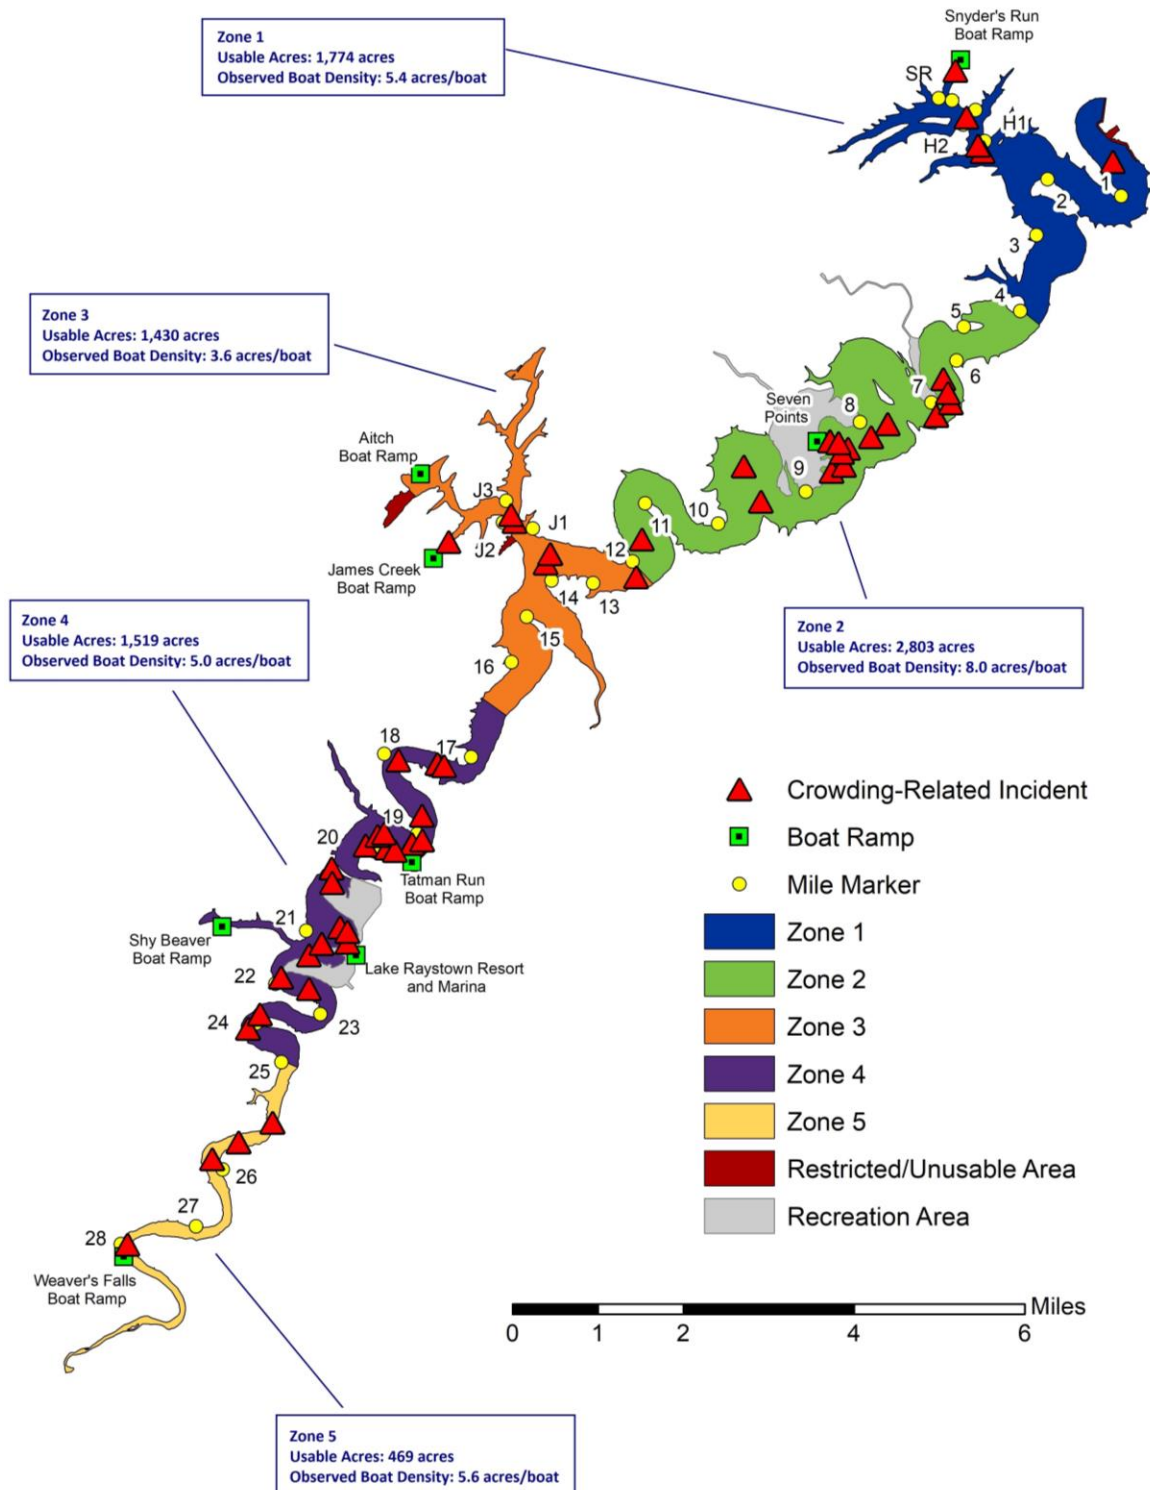 Zone 1
Usable Acres: 1,774 acres
Observed Boat Density: 5.4 acres/boat
Snyder's Run
Boat Ramp
SR
H1
H2
1
2
3
4
5
6
7
8
Seven
Points
9
10
11
12
13
14
15
16
Zone 3
Usable Acres: 1,430 acres
Observed Boat Density: 3.6 acres/boat
Aitch
Boat Ramp
J3
J1
J2
James Creek
Boat Ramp
Zone 4
Usable Acres: 1,519 acres
Observed Boat Density: 5.0 acres/boat
Zone 2
Usable Acres: 2,803 acres
Observed Boat Density: 8.0 acres/boat
18
17
19
20
Tatman Run
Boat Ramp
21
Shy Beaver
Boat Ramp
Lake Raystown Resort
and Marina
22
23
24
25
26
27
28
Weaver's Falls
Boat Ramp
Crowding-Related Incident
Boat Ramp
Mile Marker
Zone 1
Zone 2
Zone 3
Zone 4
Zone 5
Restricted/Unusable Area
Recreation Area
Miles
0 1 2 4 6
Zone 5
Usable Acres: 469 acres
Observed Boat Density: 5.6 acres/boat